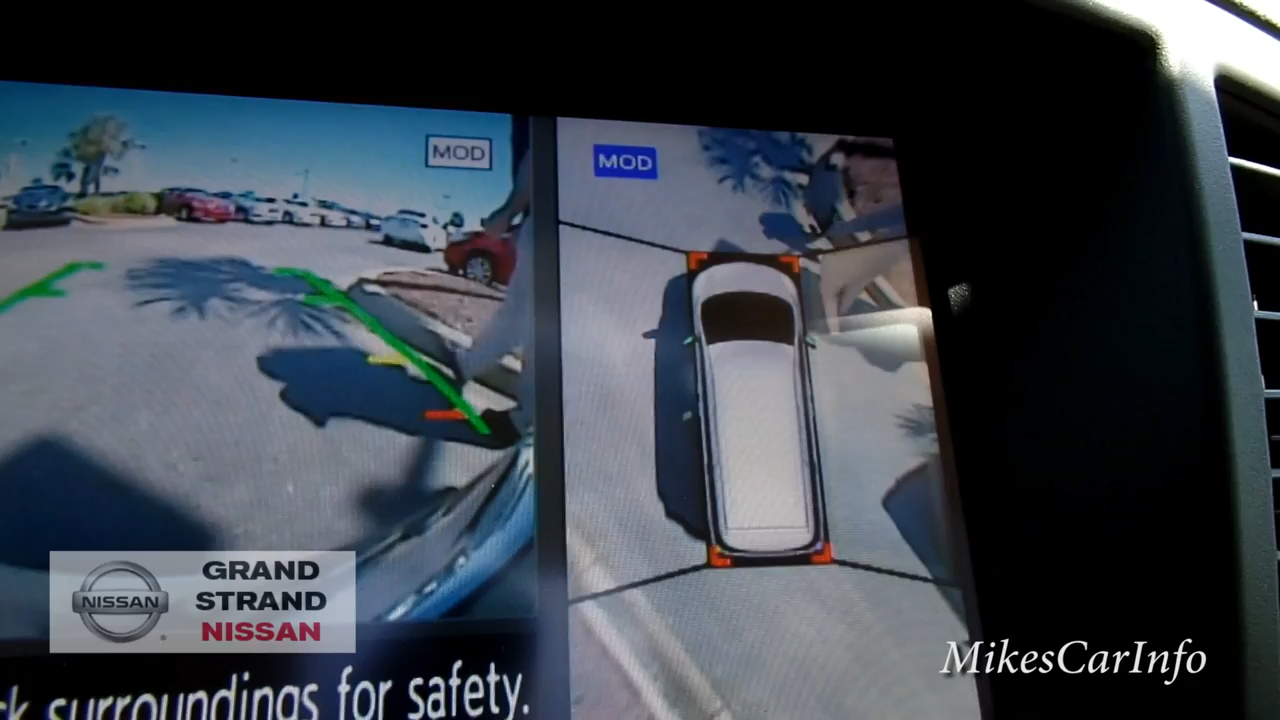 MOD
MOD
NISSAN
GRAND
STRAND
NISSAN
surroundings for safety.
MikesCarInfo